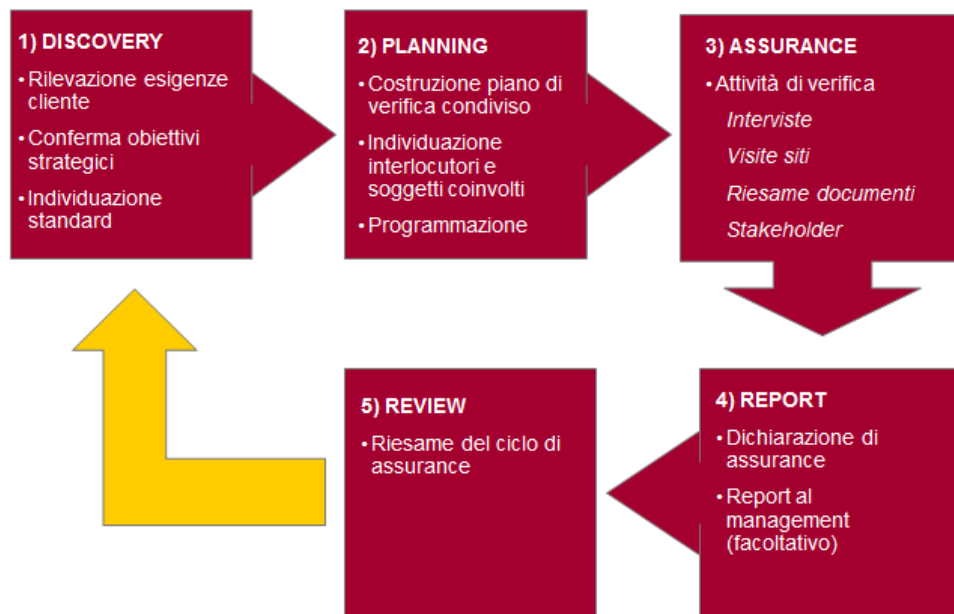 1) DISCOVERY
•Rilevazione esigenze
cliente
•Conferma obiettivi
strategici
•Individuazione
standard
2) PLANNING
•Costruzione piano di
verifica condiviso
•Individuazione
interlocutori e
soggetti coinvolti
•Programmazione
3) ASSURANCE
•Attività di verifica
Interviste
Visite siti
Riesame documenti
Stakeholder
4) REPORT
•Dichiarazione di
assurance
•Report al
management
(facoltativo)
5) REVIEW
•Riesame del ciclo di
assurance